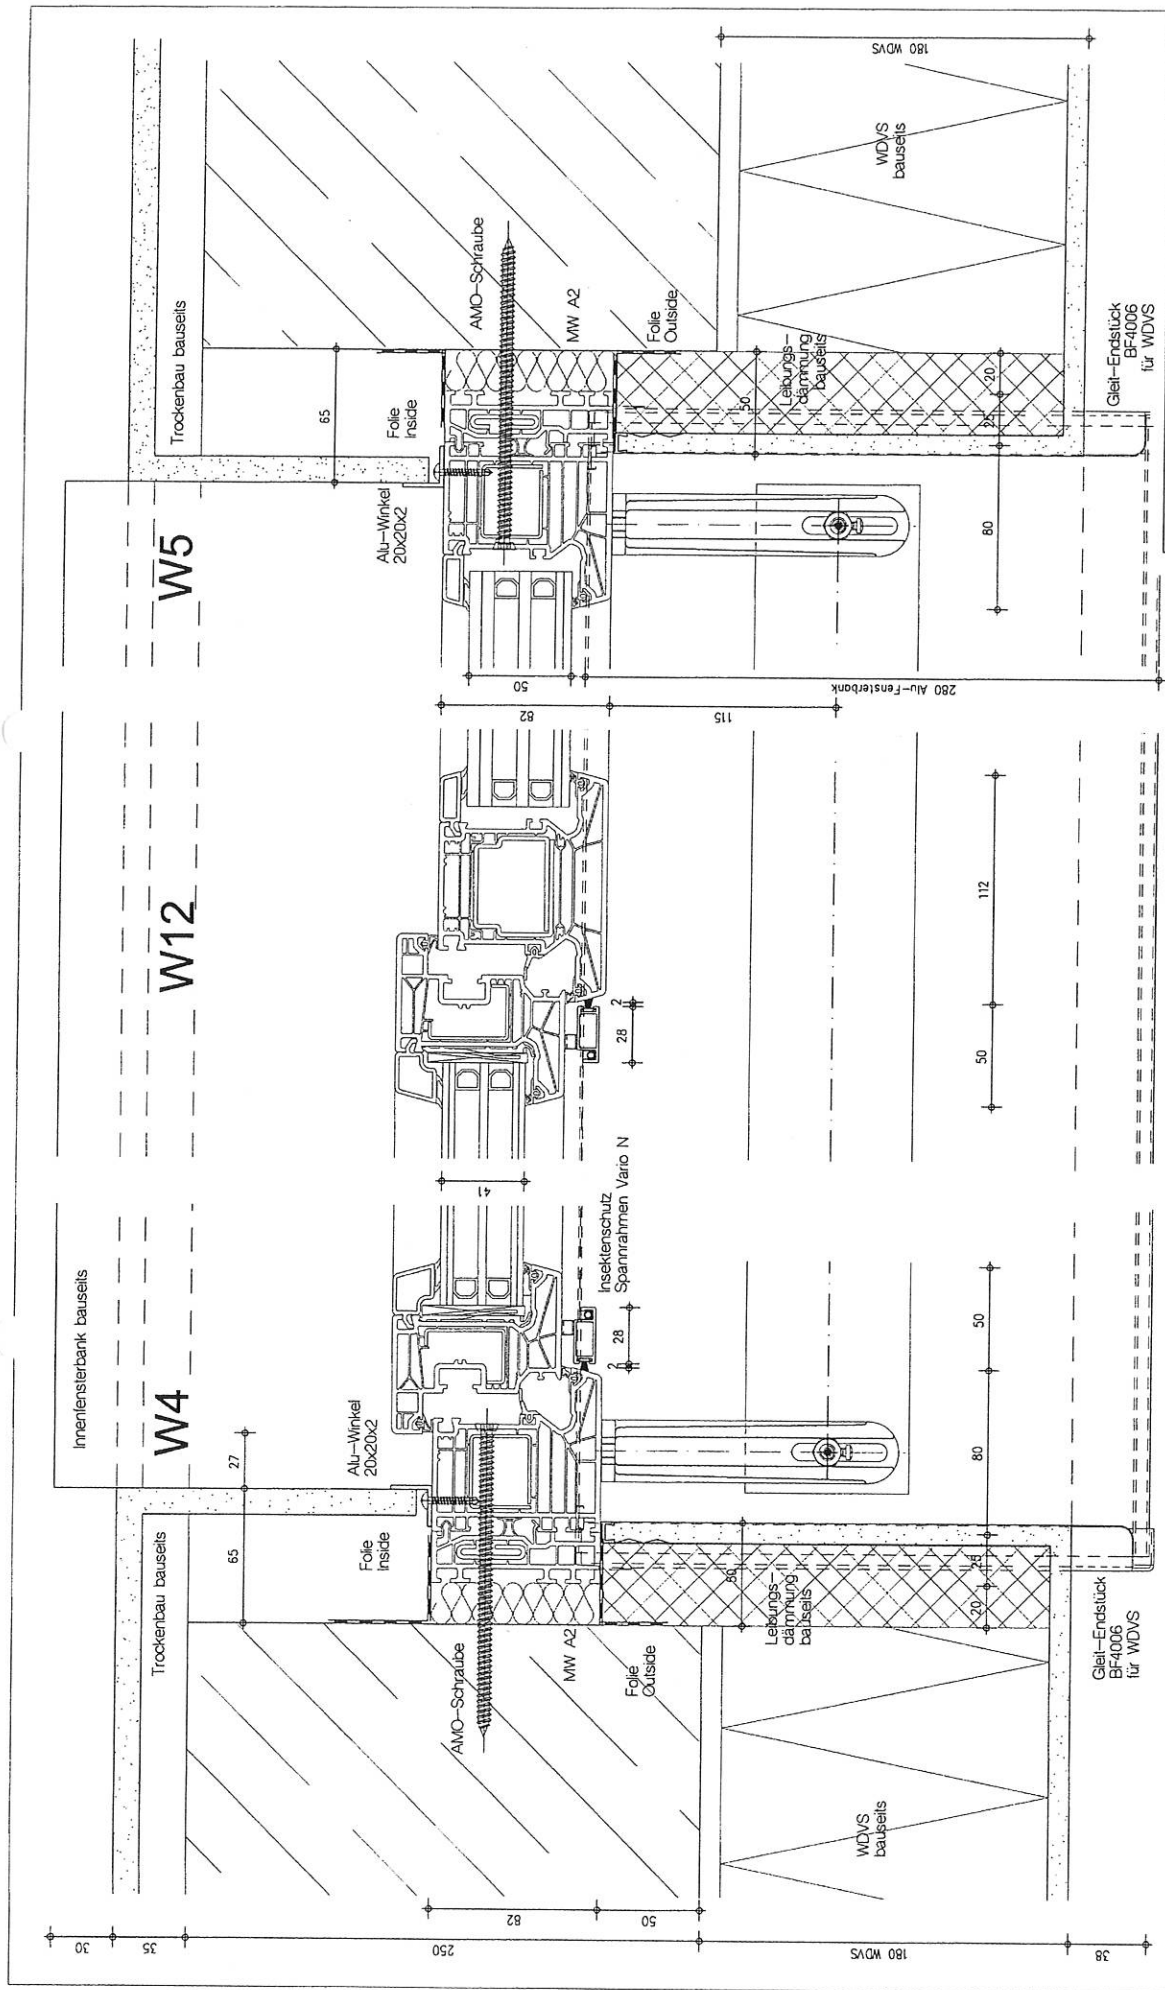 Innenfensterbank bauseits
W4
W12
W5
30
35
250
180 WDVS
38
82
50
Trockenbau bauseits
65
27
Folie
Inside
Alu-Winkel
20x20x2
AMO-Schraube
MW A2
Folie
Outside
60
Leibungs-
dämmung
bauseits
20
25
80
50
WDVS
bauseits
Gleit-Endstück
BF4006
für WDVS
2
28
Insektenschutz
Spannrahmen Vario N
41
28
2
50
112
82
50
115
280 Alu-Fensterbank
Trockenbau bauseits
65
Folie
Inside
Alu-Winkel
20x20x2
AMO-Schraube
MW A2
Folie
Outside
50
Leibungs-
dämmung
bauseits
80
25
20
WDVS
bauseits
180 WDVS
Gleit-Endstück
BF4006
für WDVS